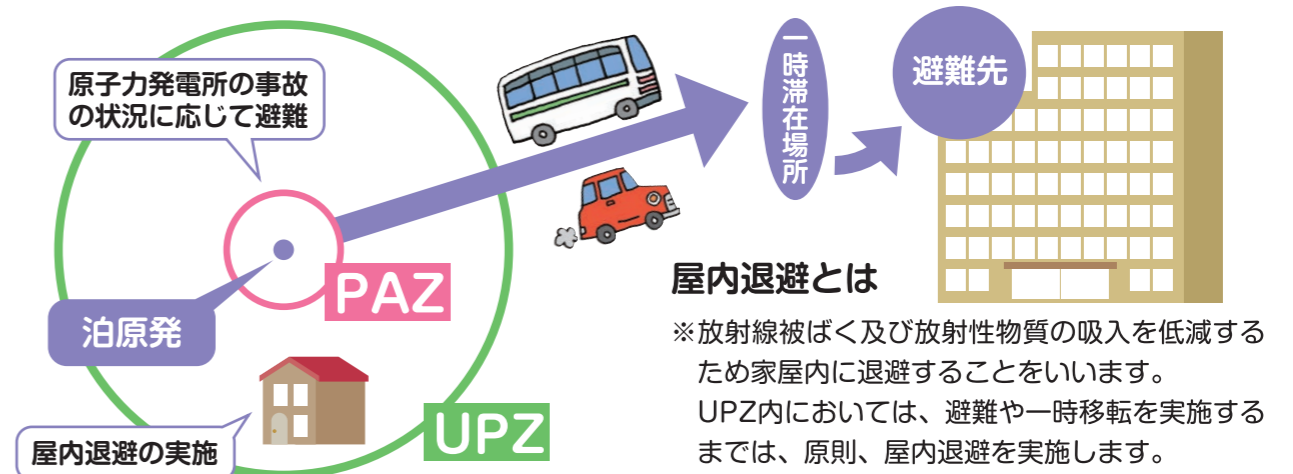 原子力発電所の事故
の状況に応じて避難
一時滞在場所
避難先
PAZ
泊原発
UPZ
屋内退避の実施
屋内退避とは
※放射線被ばく及び放射性物質の吸入を低減する
ため家屋内に退避することをいいます。
UPZ内においては、避難や一時移転を実施する
までは、原則、屋内退避を実施します。